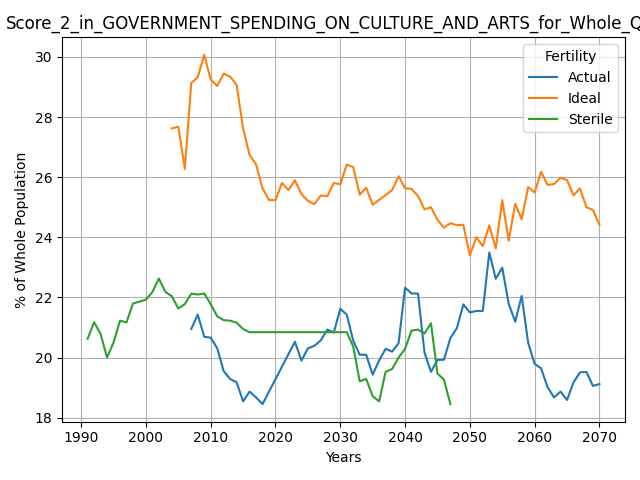 Score_2_in_GOVERNMENT_SPENDING_ON_CULTURE_AND_ARTS_for_Whole_Q
30
28
26
24
22
20
18
% of Whole Population
Fertility
Actual
Ideal
Sterile
1990
2000
2010
2020
2030
2040
2050
2060
2070
Years